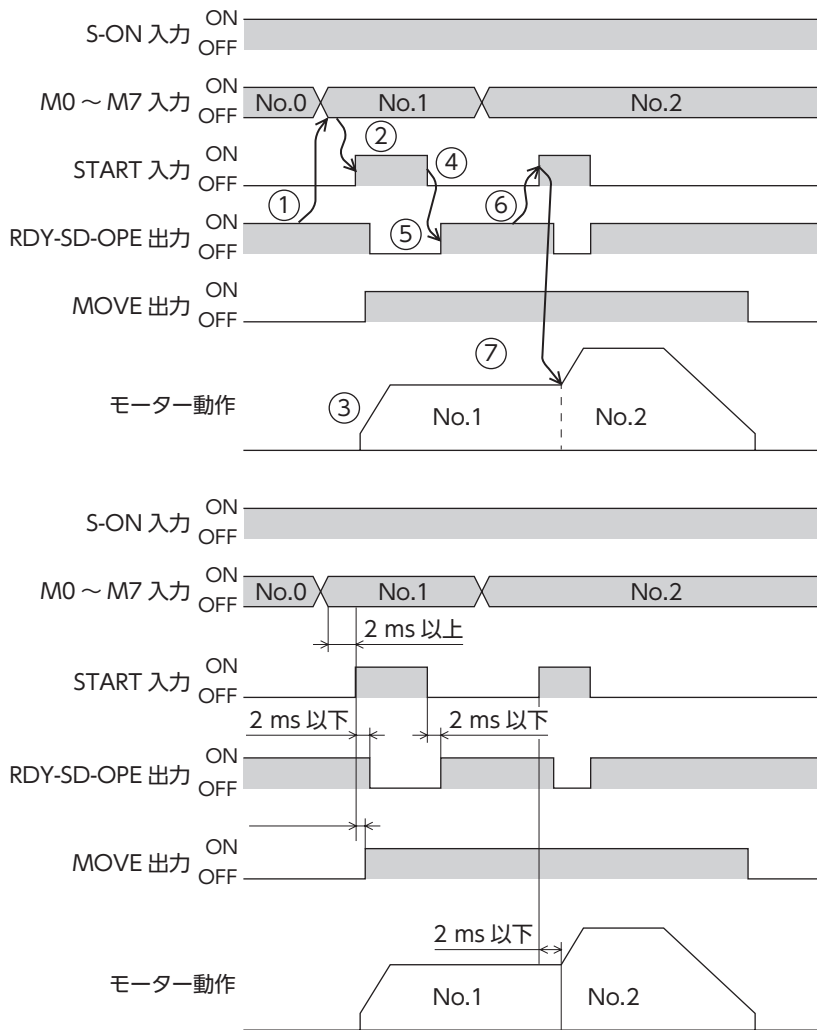 S-ON 入力 ON
OFF
M0 ～ M7 入力 ON
OFF No.0 No.1 No.2
②
START 入力 ON
OFF ④
① ⑥
RDY-SD-OPE 出力 ON
OFF ⑤
MOVE 出力 ON
OFF
⑦
モーター動作 ③ No.1 No.2
S-ON 入力 ON
OFF
M0 ～ M7 入力 ON
OFF No.0 No.1 No.2
2 ms 以上
START 入力 ON
OFF
2 ms 以下 2 ms 以下
RDY-SD-OPE 出力 ON
OFF
MOVE 出力 ON
OFF
2 ms 以下
モーター動作 No.1 No.2